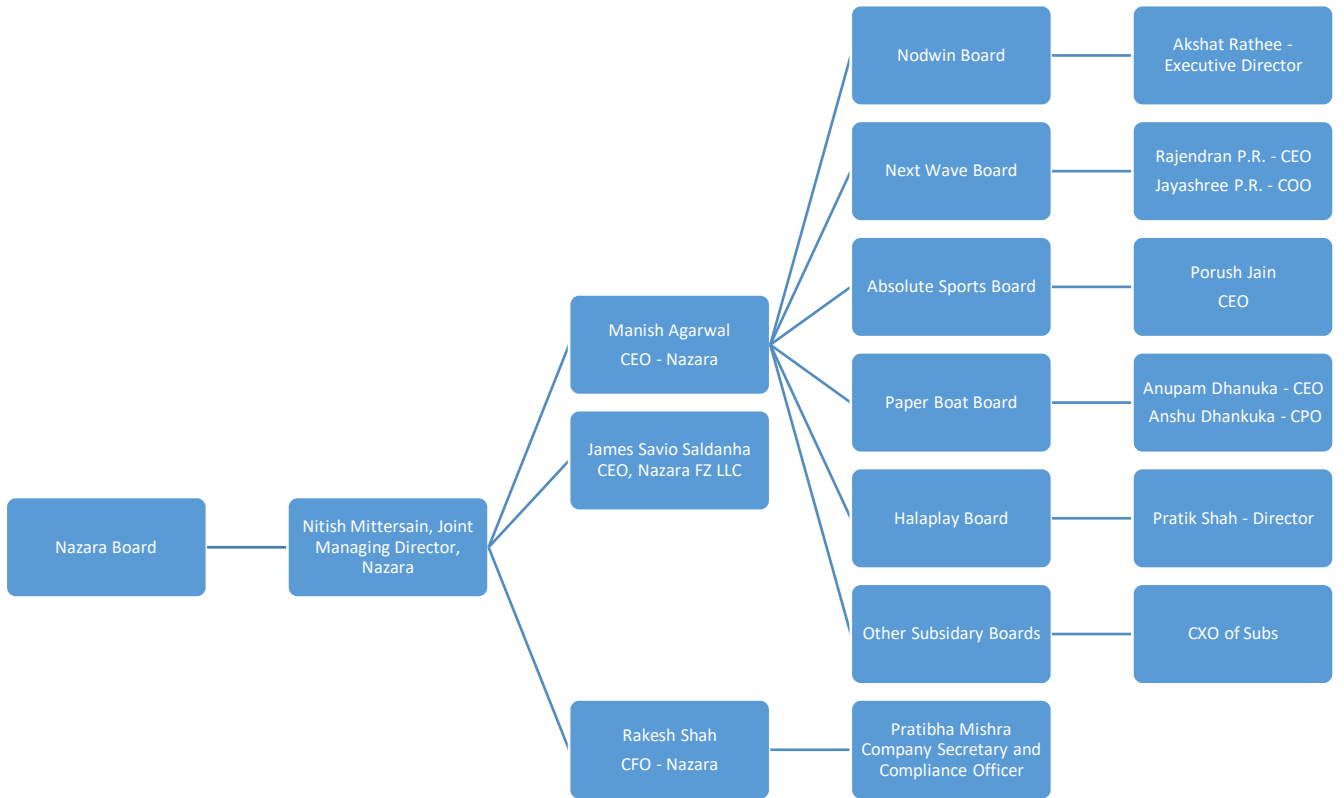 Nodwin Board
Akshat Rathee -
Executive Director
Next Wave Board
Rajendran P.R. - CEO
Jayashree P.R. - COO
Absolute Sports Board
Porush Jain
CEO
Manish Agarwal
CEO - Nazara
Paper Boat Board
Anupam Dhanuka - CEO
Anshu Dhankuka - CPO
James Savio Saldanha
CEO, Nazara FZ LLC
Nazara Board
Nitish Mittersain, Joint
Managing Director,
Nazara
Halaplay Board
Pratik Shah - Director
Other Subsidary Boards
CXO of Subs
Rakesh Shah
CFO - Nazara
Pratibha Mishra
Company Secretary and
Compliance Officer